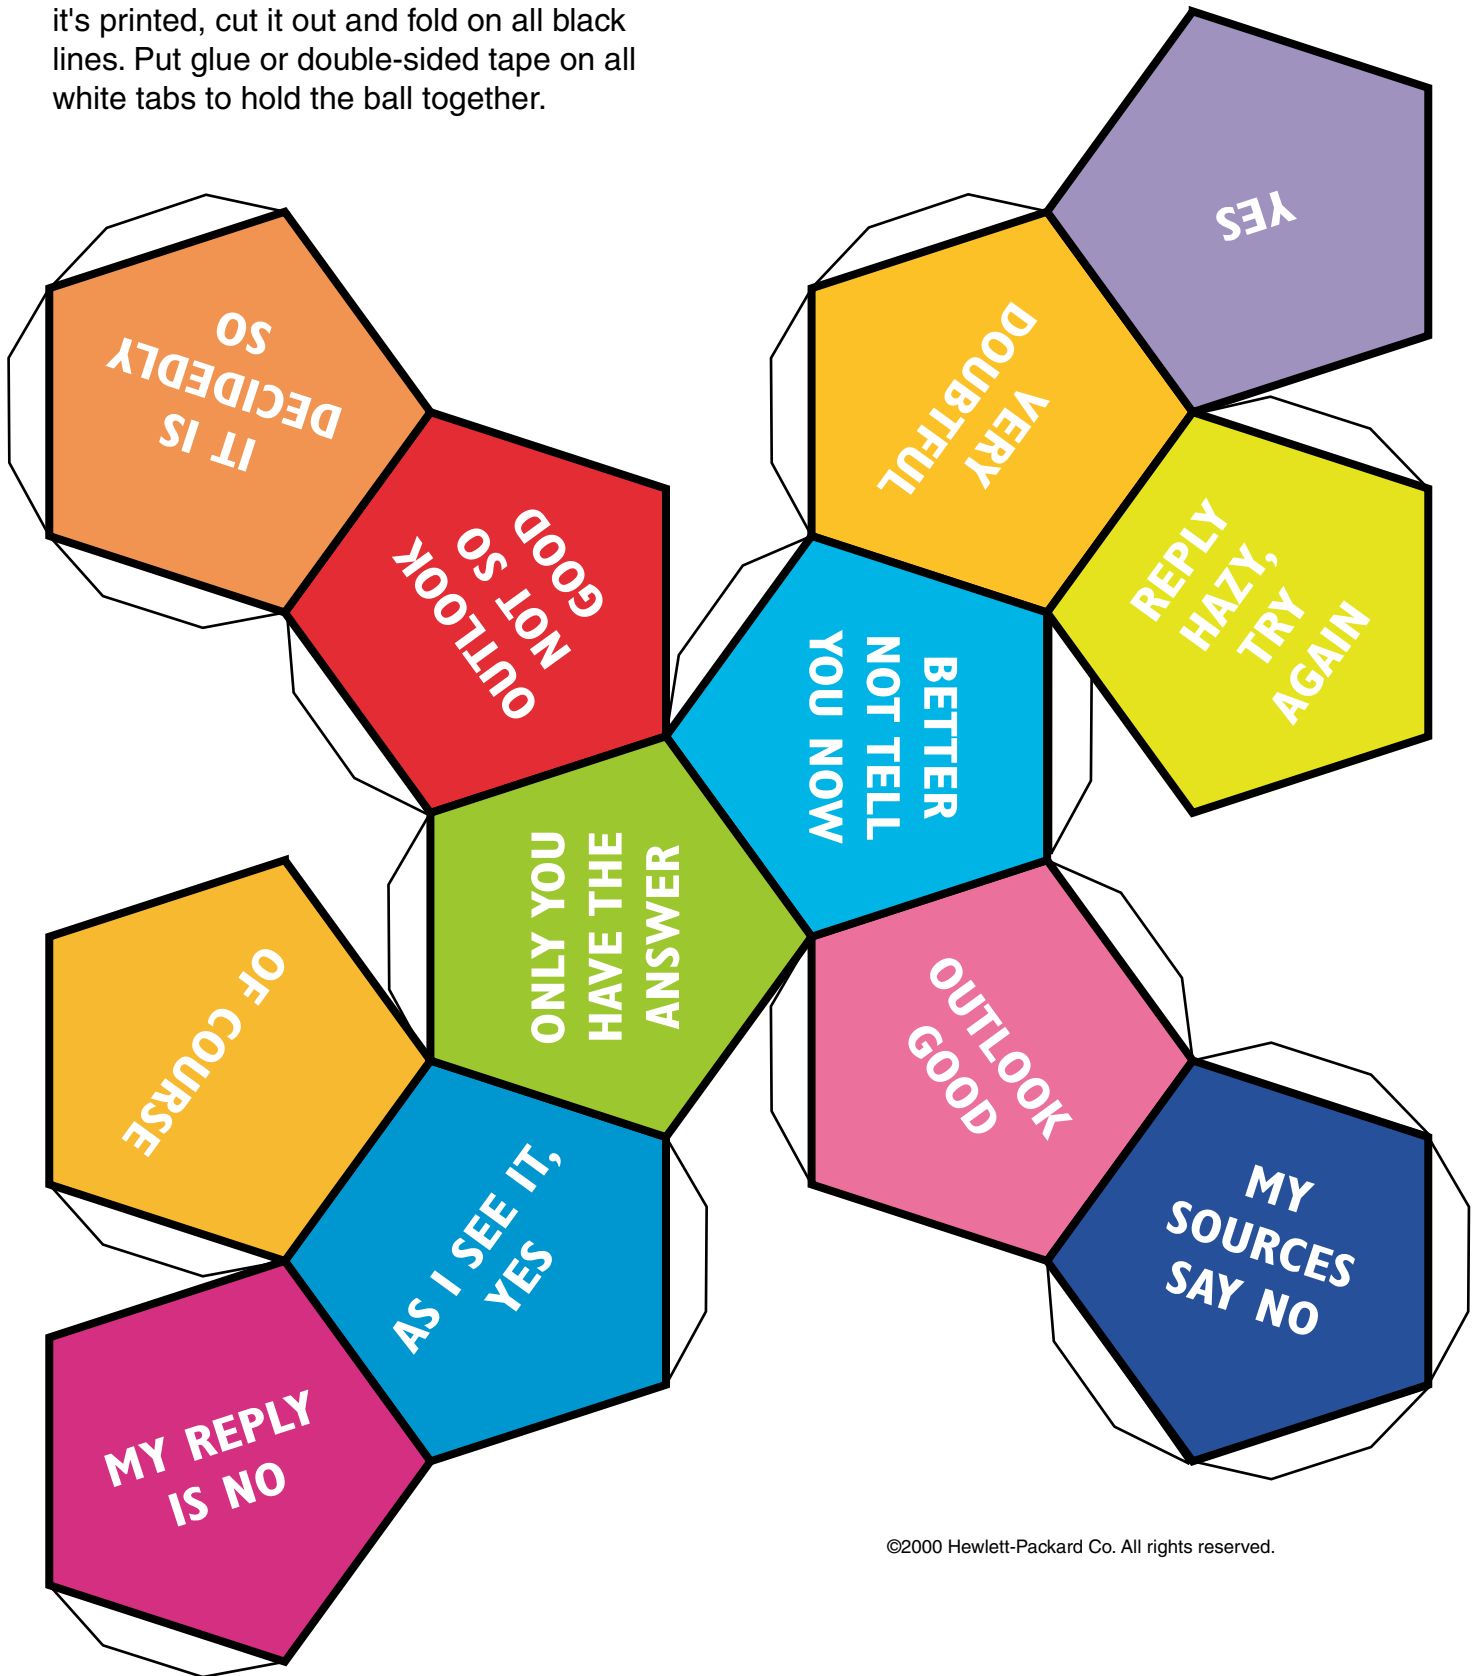 it's printed, cut it out and fold on all black
lines. Put glue or double-sided tape on all
white tabs to hold the ball together.
YES
IT IS
DECIDEDLY
SO
VERY
DOUBTFUL
OUTLOOK
NOT SO
GOOD
REPLY
HAZY,
TRY
AGAIN
BETTER
NOT TELL
YOU NOW
ONLY YOU
HAVE THE
ANSWER
OF COURSE
OUTLOOK
GOOD
AS I SEE IT,
YES
MY
SOURCES
SAY NO
MY REPLY
IS NO
©2000 Hewlett-Packard Co. All rights reserved.